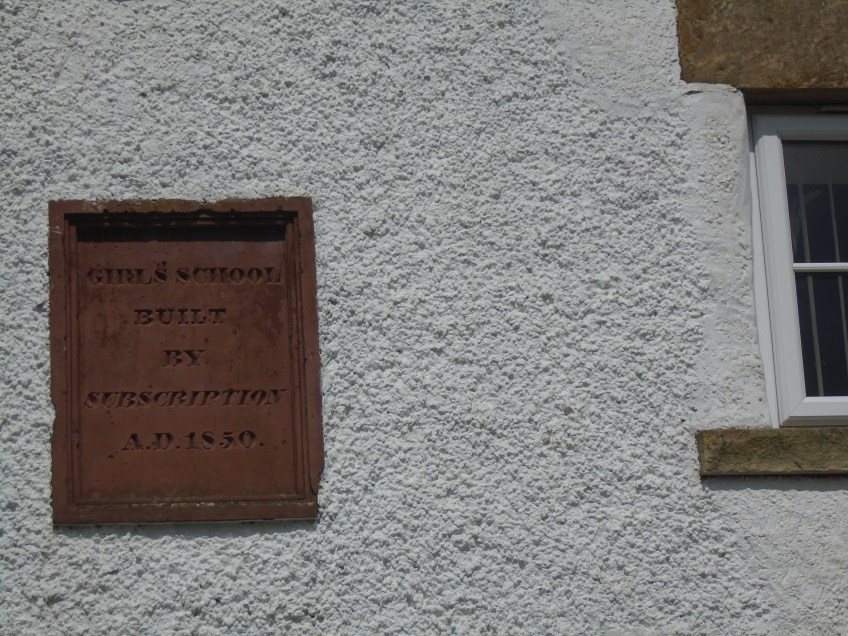 GIRLS SCHOOL
BUILT
BY
SUBSCRIPTION
A.D. 1850.